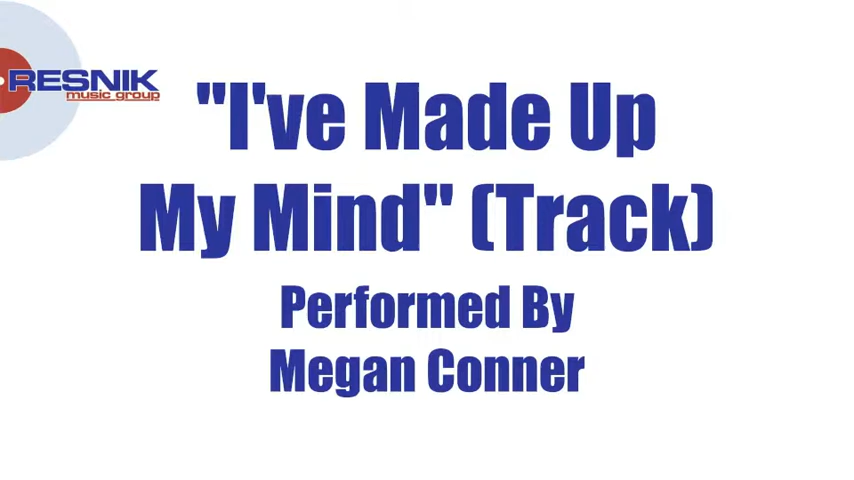 RESNIK
music group
"I've Made Up
My Mind" (Track)
Performed By
Megan Conner